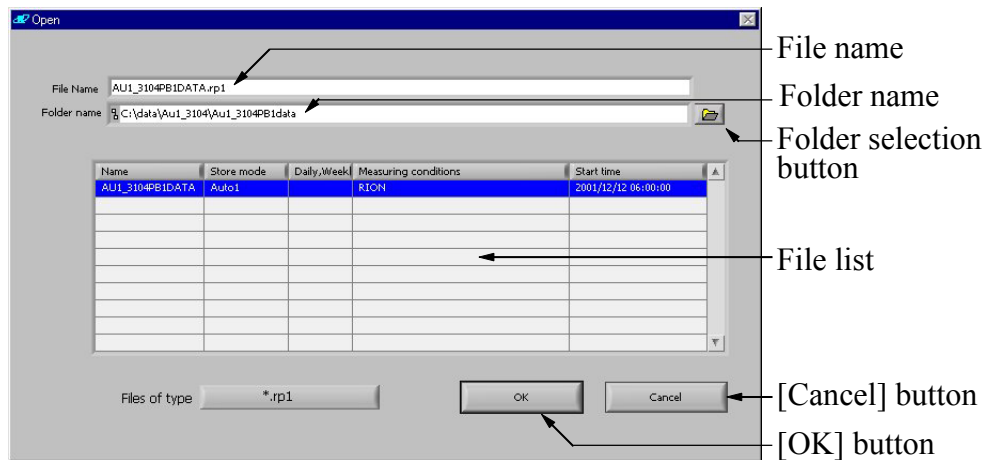 Open
File name
File Name AU1_3104PB1DATA.rp1
Folder name
Folder name C:\data\Au1_3104\Au1_3104PB1data
Folder selection
button
Name Store mode Daily,Weekl Measuring conditions Start time
AU1_3104PB1DATA Auto1 RION 2001/12/12 06:00:00
File list
Files of type *.rp1 OK Cancel
[Cancel] button
[OK] button